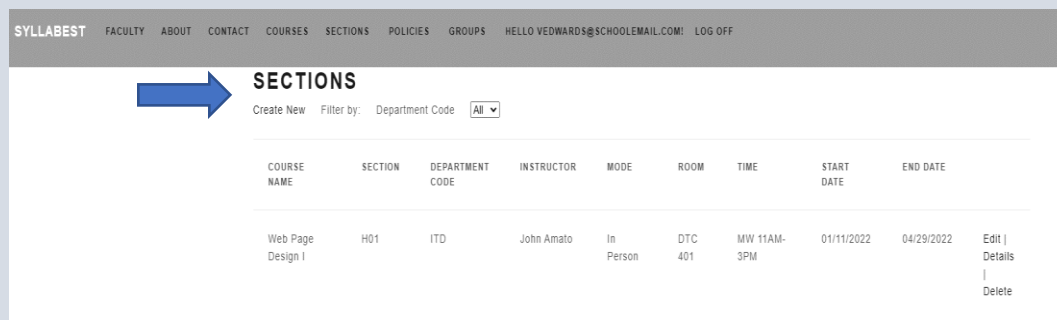 SYLLABEST FACULTY ABOUT CONTACT COURSES SECTIONS POLICIES GROUPS HELLO VEDWARDS@SCHOOLEMAIL.COM! LOG OFF
SECTIONS
Create New Filter by: Department Code All
COURSE NAME SECTION DEPARTMENT CODE INSTRUCTOR MODE ROOM TIME START DATE END DATE
Web Page Design I H01 ITD John Amato In Person DTC 401 MW 11AM-3PM 01/11/2022 04/29/2022 Edit | Details | Delete